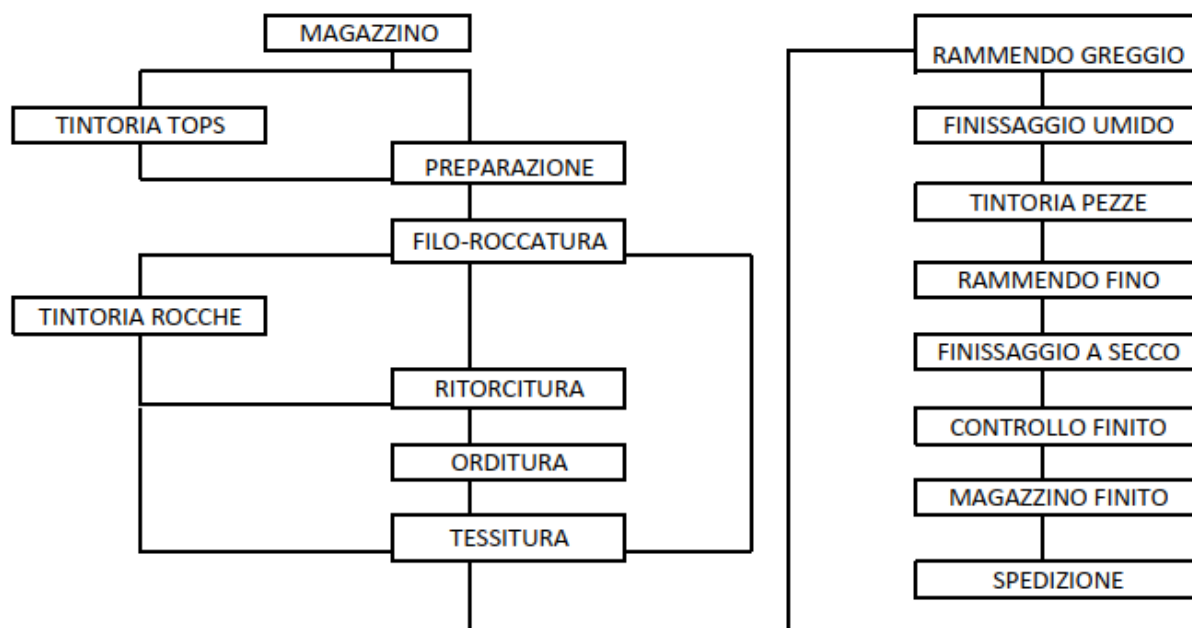 MAGAZZINO
TINTORIA TOPS
PREPARAZIONE
FILO-ROCCATURA
TINTORIA ROCCHE
RITORCITURA
ORDITURA
TESSITURA
RAMMENDO GREGGIO
FINISSAGGIO UMIDO
TINTORIA PEZZE
RAMMENDO FINO
FINISSAGGIO A SECCO
CONTROLLO FINITO
MAGAZZINO FINITO
SPEDIZIONE